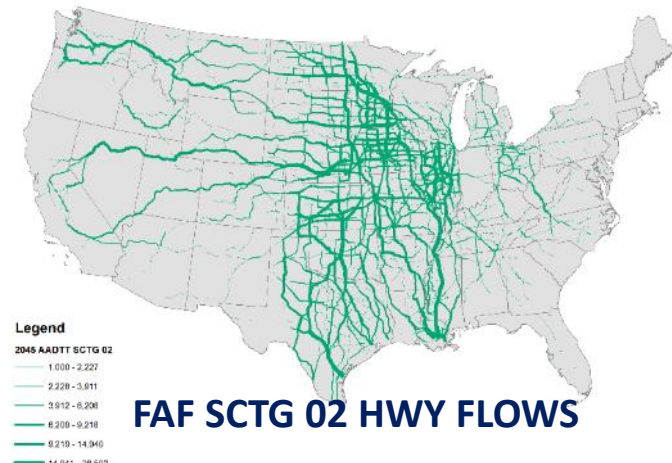 Legend
2045 AADTT SCTG 02
1,000 - 2,227
2,228 - 3,911
3,912 - 6,208
6,209 - 9,218
9,219 - 14,940
FAF SCTG 02 HWY FLOWS